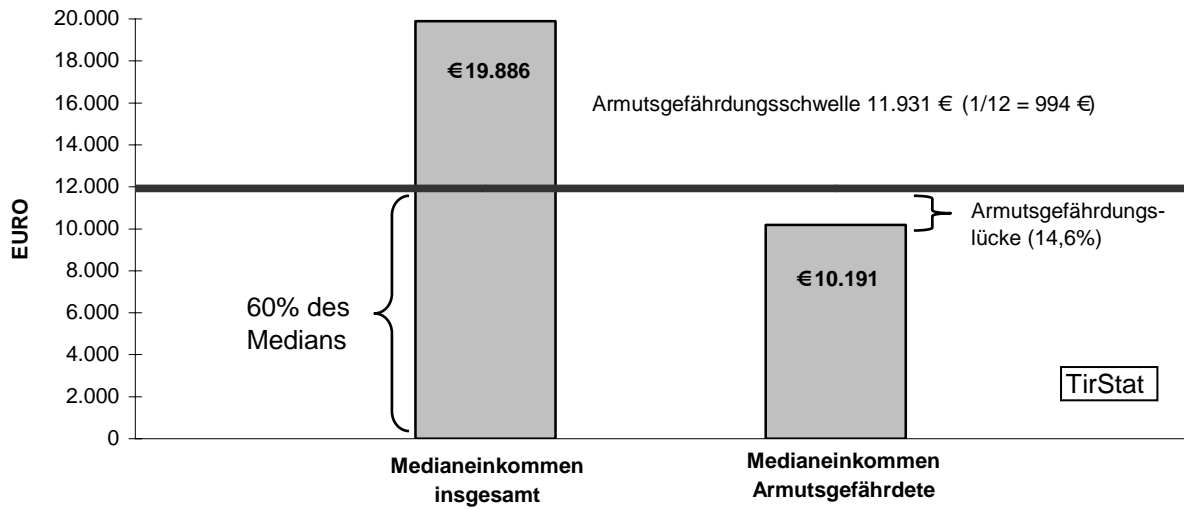 20.000
18.000
16.000
14.000
12.000
10.000
8.000
6.000
4.000
2.000
0
EURO
€ 19.886
Armutsgefährdungsschwelle 11.931 € (1/12 = 994 €)
Armutsgefährdungs-
lücke (14,6%)
€ 10.191
60% des
Medians
TirStat
Medianeinkommen
insgesamt
Medianeinkommen
Armutsgefährdete